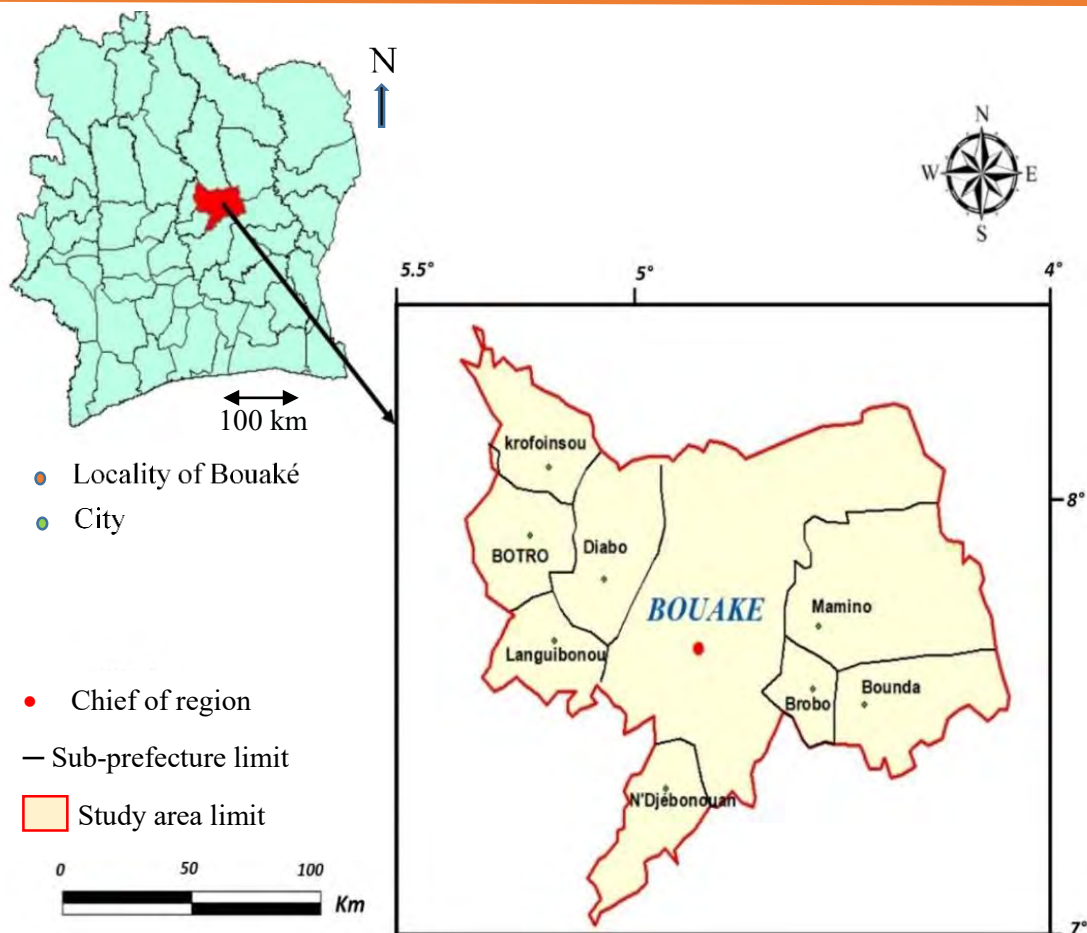 N
N
W E
S
5.5° 5° 4°
100 km
krofoinsou
Locality of Bouaké
8°
City
BOTRO
Diabo
BOUAKE
Mamino
Languibonou
Bounda
Brobo
Chief of region
Sub-prefecture limit
N'Djébonouan
Study area limit
0 50 100
Km
7°